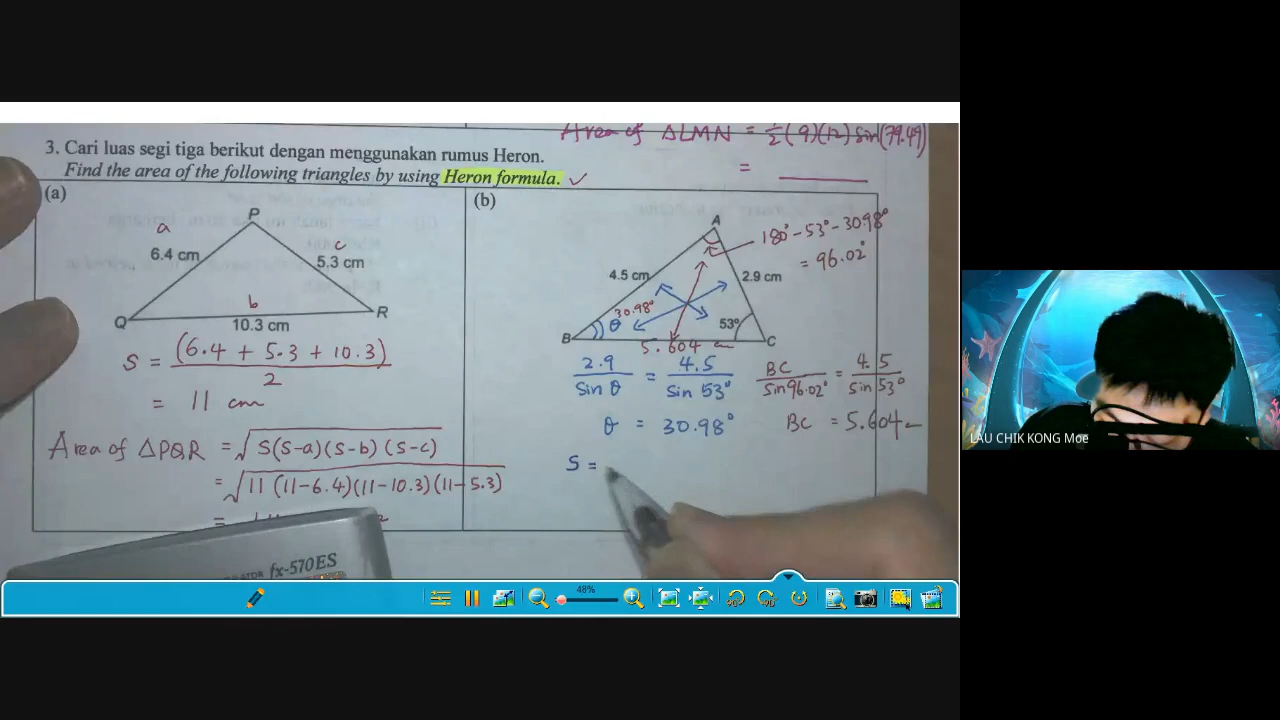 Area of △LMN = 1/2 (9)(12) sin(79.49)
= ______
3. Cari luas segi tiga berikut dengan menggunakan rumus Heron.
Find the area of the following triangles by using Heron formula. ✓
(a)
P
a
6.4 cm
c
5.3 cm
b
Q
R
10.3 cm
S = (6.4 + 5.3 + 10.3) / 2
= 11 cm
Area of △PQR = √S(S-a)(S-b)(S-c)
= √11 (11-6.4)(11-10.3)(11-5.3)
=
(b)
A
180° - 53° - 30.98°
= 96.02°
4.5 cm
2.9 cm
30.98°
θ
53°
B
C
5.604 cm
2.9 / sin θ = 4.5 / sin 53°
θ = 30.98°
BC / sin 96.02° = 4.5 / sin 53°
BC = 5.604 cm
S =
fx-570ES
48%
LAU CHIK KONG Moe